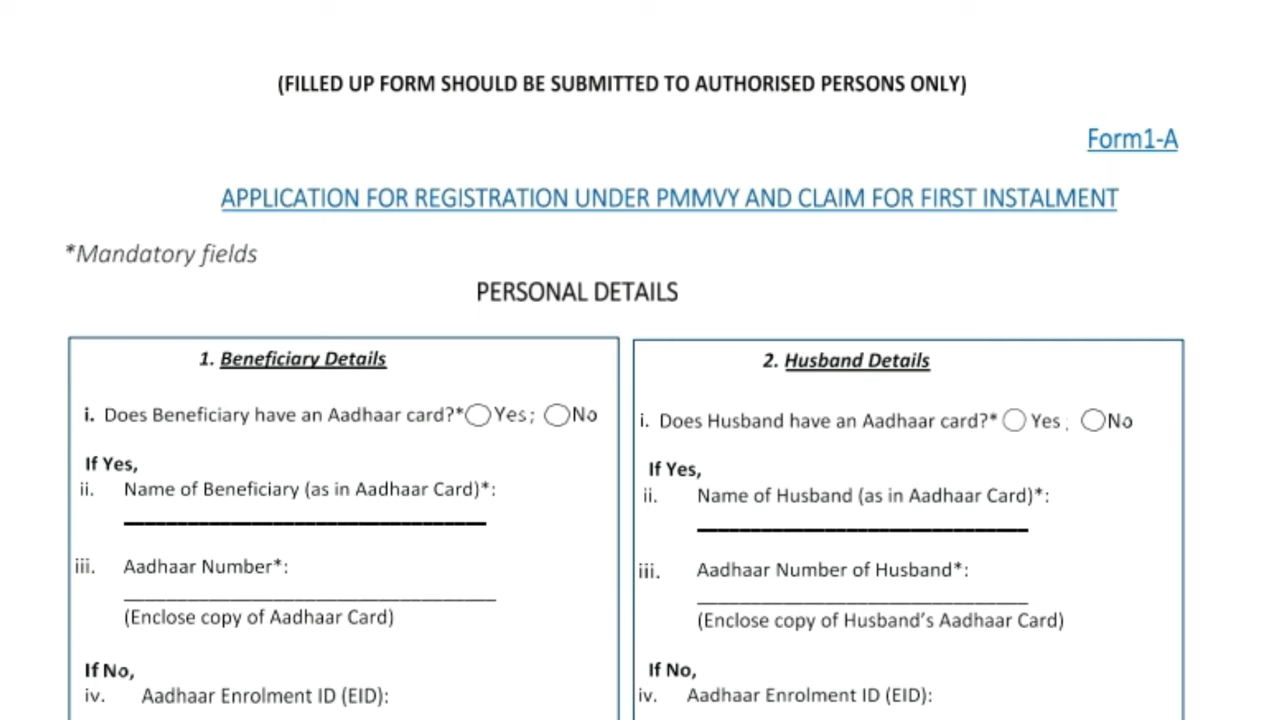 (FILLED UP FORM SHOULD BE SUBMITTED TO AUTHORISED PERSONS ONLY)
Form1-A
APPLICATION FOR REGISTRATION UNDER PMMVY AND CLAIM FOR FIRST INSTALMENT
*Mandatory fields
PERSONAL DETAILS
1. Beneficiary Details
i. Does Beneficiary have an Aadhaar card?* Yes; No
If Yes,
ii. Name of Beneficiary (as in Aadhaar Card)*:
iii. Aadhaar Number*:
(Enclose copy of Aadhaar Card)
If No,
iv. Aadhaar Enrolment ID (EID):
2. Husband Details
i. Does Husband have an Aadhaar card?* Yes ; No
If Yes,
ii. Name of Husband (as in Aadhaar Card)*:
iii. Aadhaar Number of Husband*:
(Enclose copy of Husband's Aadhaar Card)
If No,
iv. Aadhaar Enrolment ID (EID):